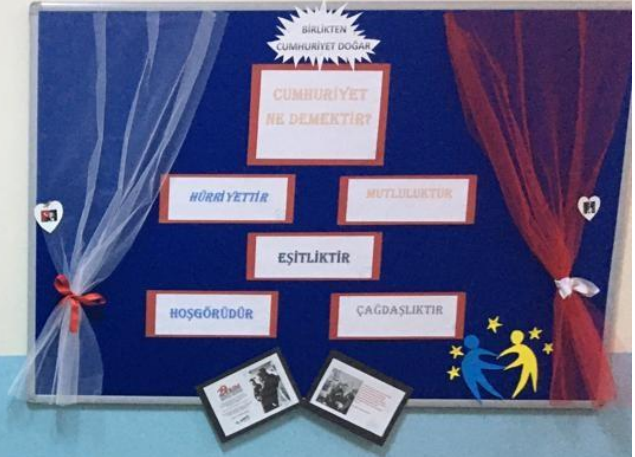 BİRLİKTEN
CUMHURİYET DOĞAR
CUMHURİYET
NE DEMEKTİR?
HÜRRİYETTİR
MUTLULUKTUR
EŞİTLİKTİR
HOŞGÖRÜDÜR
ÇAĞDAŞLIKTIR